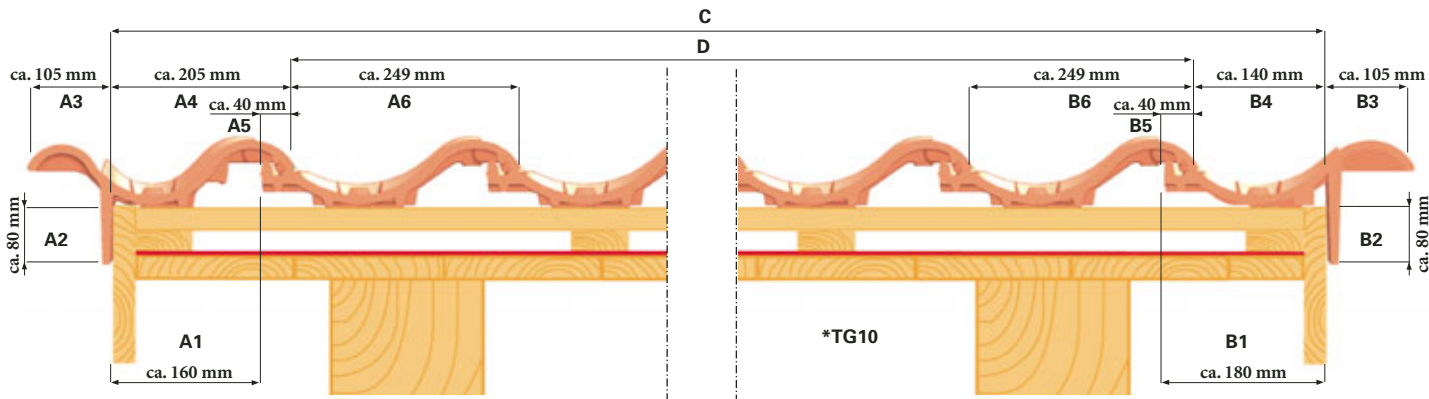 C
D
ca. 105 mm
ca. 205 mm
ca. 249 mm
ca. 249 mm
ca. 140 mm
ca. 105 mm
A3
A4
ca. 40 mm
A6
B6
ca. 40 mm
B4
B3
A5
B5
ca. 80 mm
A2
B2
ca. 80 mm
A1
*TG10
B1
ca. 160 mm
ca. 180 mm